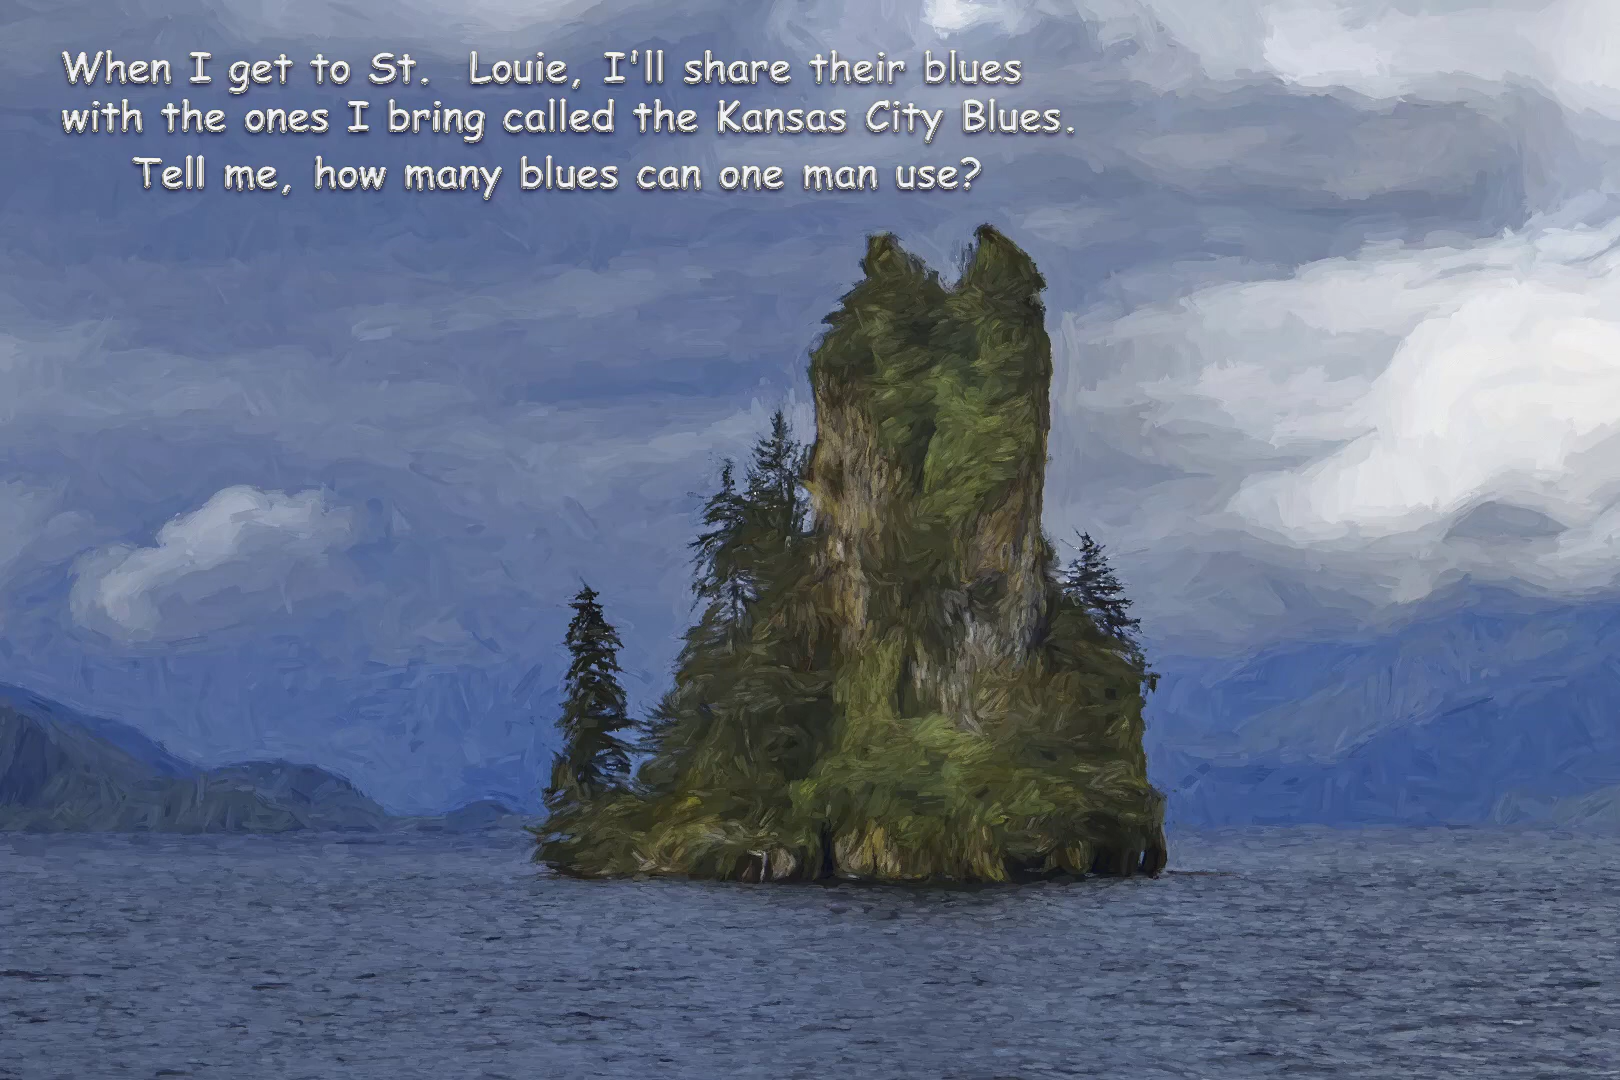 When I get to St.  Louie, I'll share their blues
with the ones I bring called the Kansas City Blues.
Tell me, how many blues can one man use?